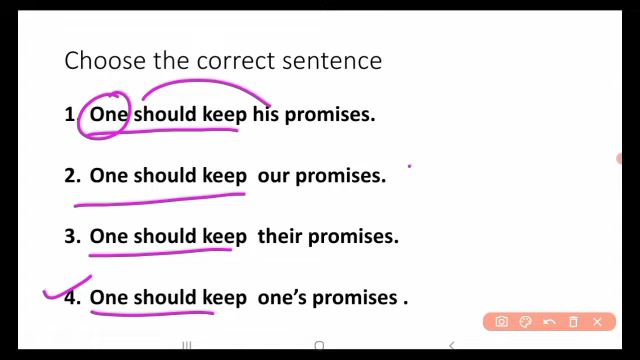 Choose the correct sentence
1. One should keep his promises.
2. One should keep our promises.
3. One should keep their promises.
4. One should keep one's promises .